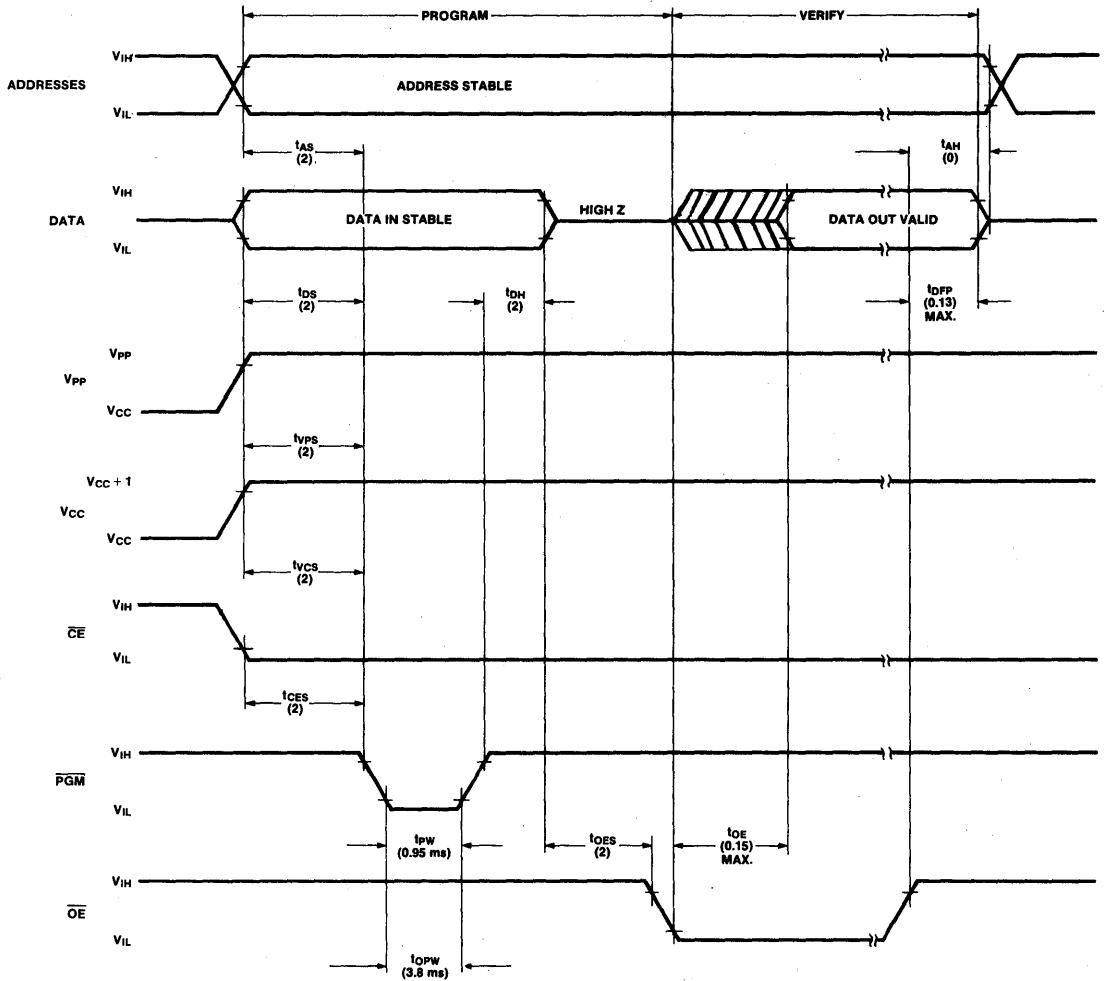 PROGRAM
VERIFY
ADDRESSES
VIH
ADDRESS STABLE
VIL
tAS
(2)
tAH
(0)
DATA
VIH
DATA IN STABLE
HIGH Z
DATA OUT VALID
VIL
tDS
(2)
tDH
(2)
tDFP
(0.13)
MAX.
VPP
VPP
VCC
tVPS
(2)
VCC + 1
VCC
VCC
tVCS
(2)
VIH
CE
VIL
tCES
(2)
VIH
PGM
VIL
tPW
(0.95 ms)
tOES
(2)
tOE
(0.15)
MAX.
VIH
OE
VIL
tOPW
(3.8 ms)